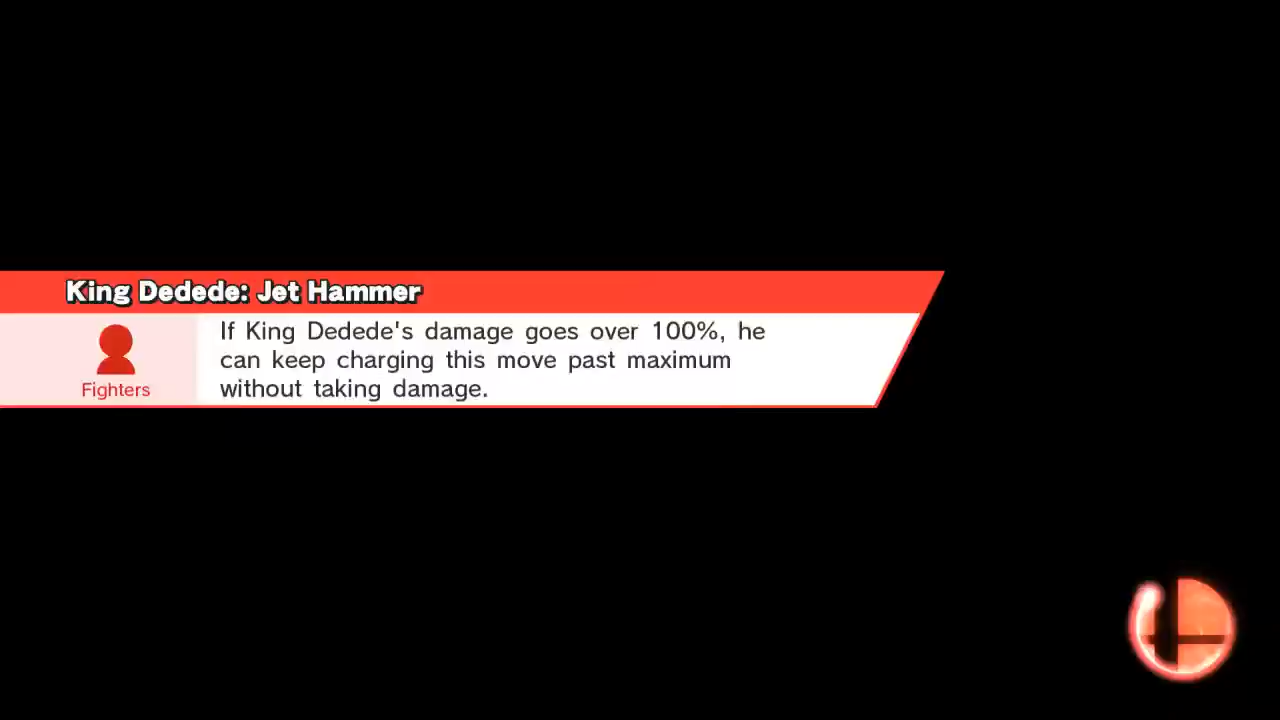 King Dedede: Jet Hammer
If King Dedede's damage goes over 100%, he
can keep charging this move past maximum
without taking damage.
Fighters